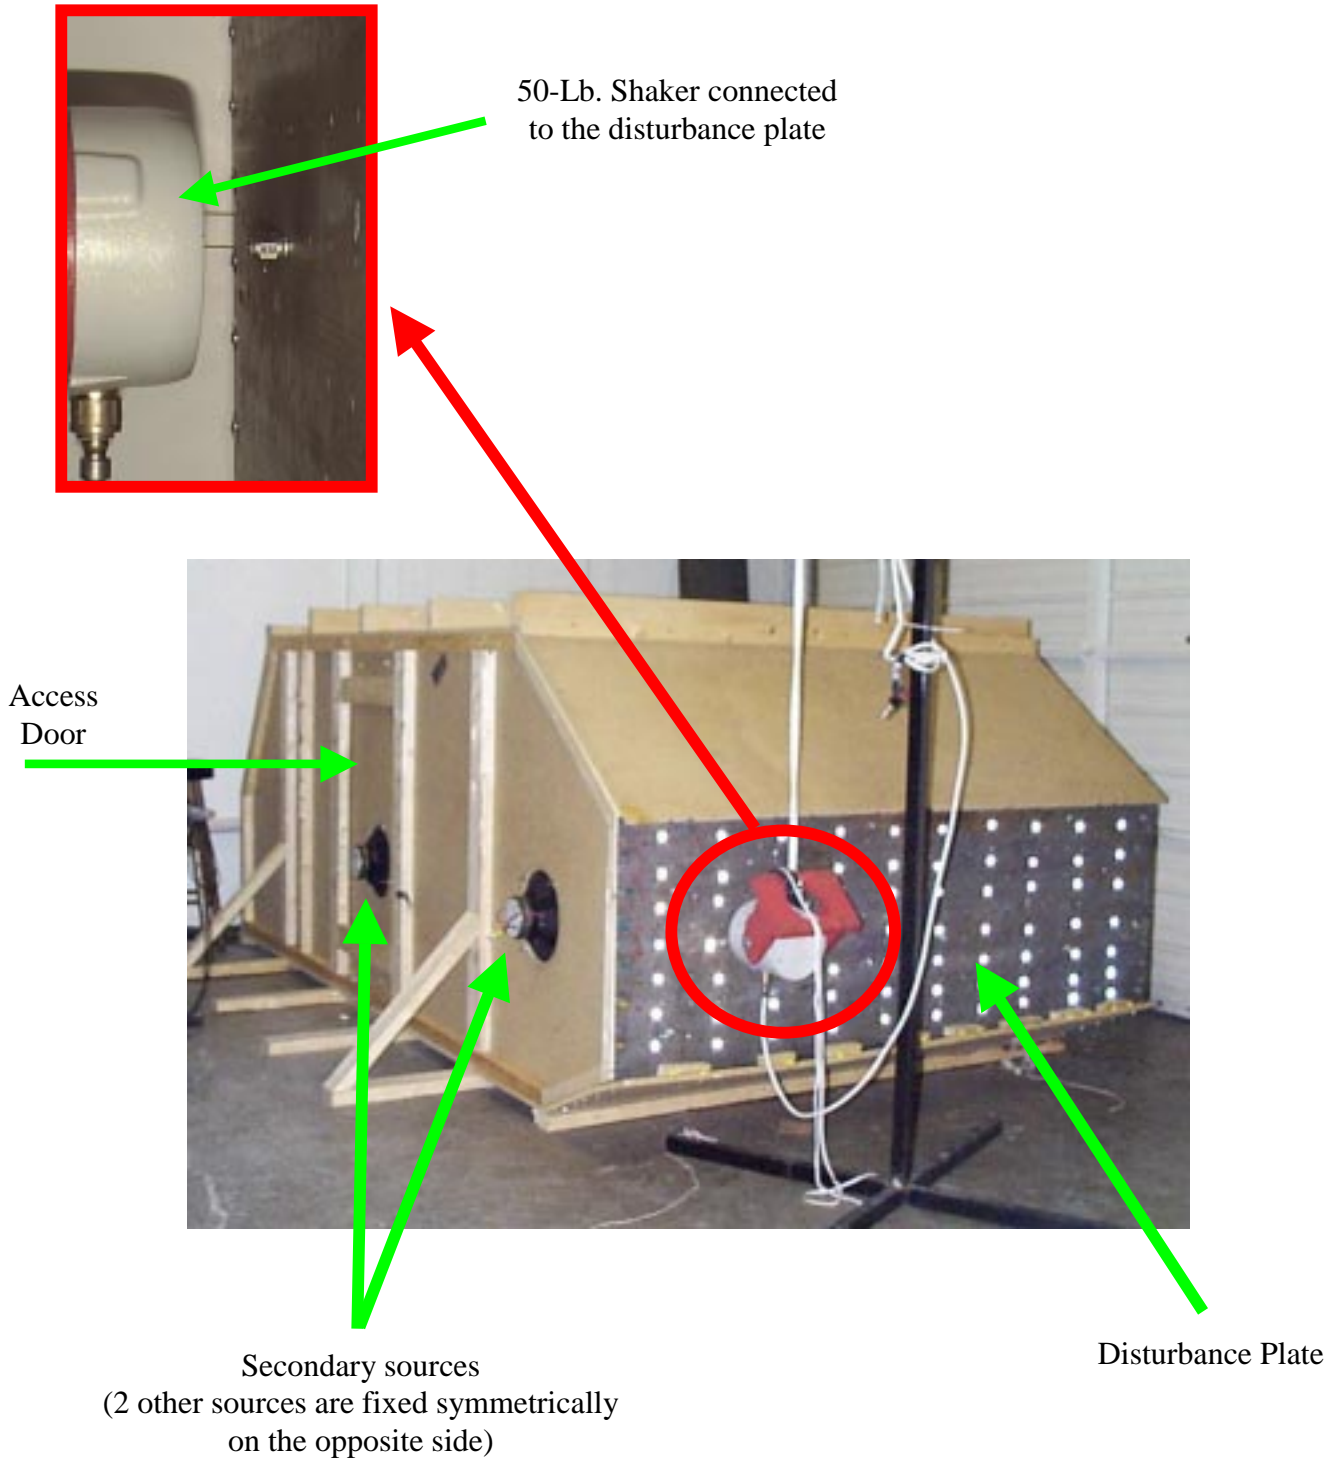 50-Lb. Shaker connected
to the disturbance plate
Access
Door
Secondary sources
(2 other sources are fixed symmetrically
on the opposite side)
Disturbance Plate